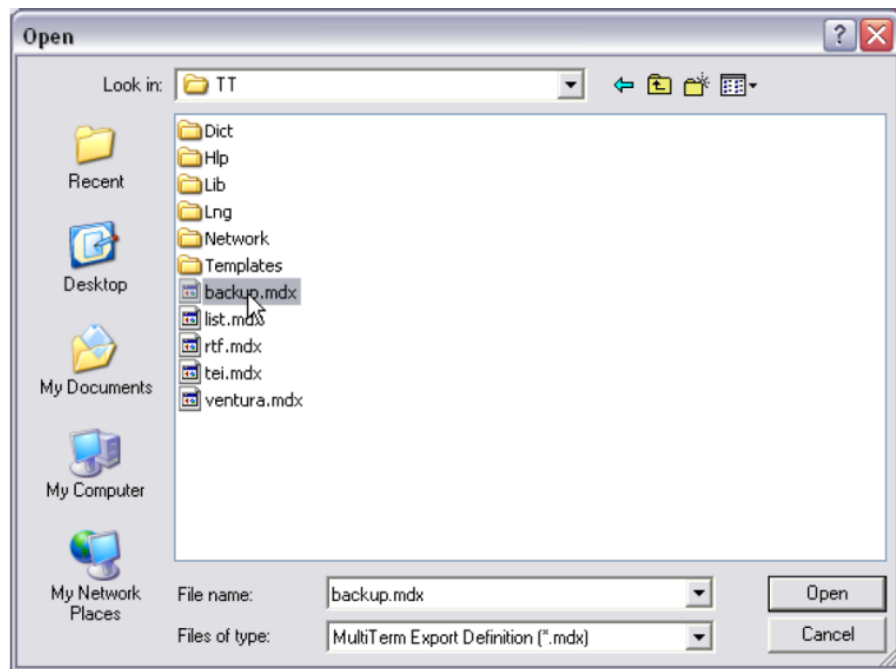 Open
Look in: TT
Recent
Desktop
My Documents
My Computer
My Network
Places
Dict
Hlp
Lib
Lng
Network
Templates
backup.mdx
list.mdx
rtf.mdx
tei.mdx
ventura.mdx
File name: backup.mdx Open
Files of type: MultiTerm Export Definition (*.mdx) Cancel